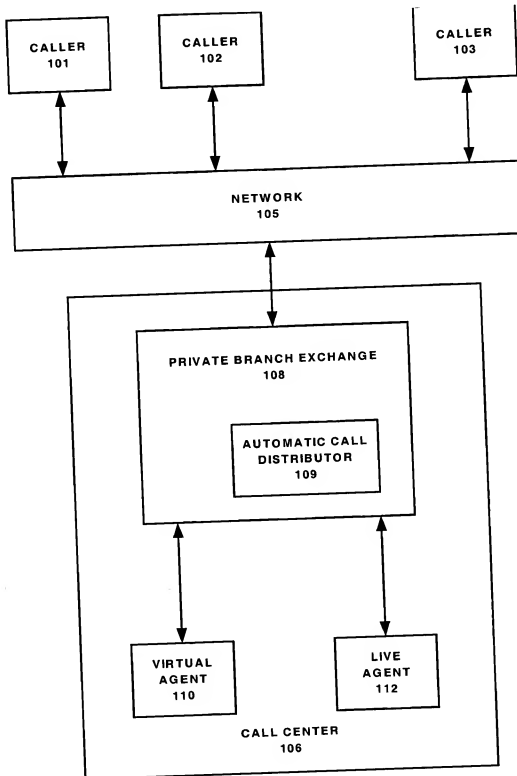 CALLER
101
CALLER
102
CALLER
103
NETWORK
105
PRIVATE BRANCH EXCHANGE
108
AUTOMATIC CALL
DISTRIBUTOR
109
VIRTUAL
AGENT
110
LIVE
AGENT
112
CALL CENTER
106